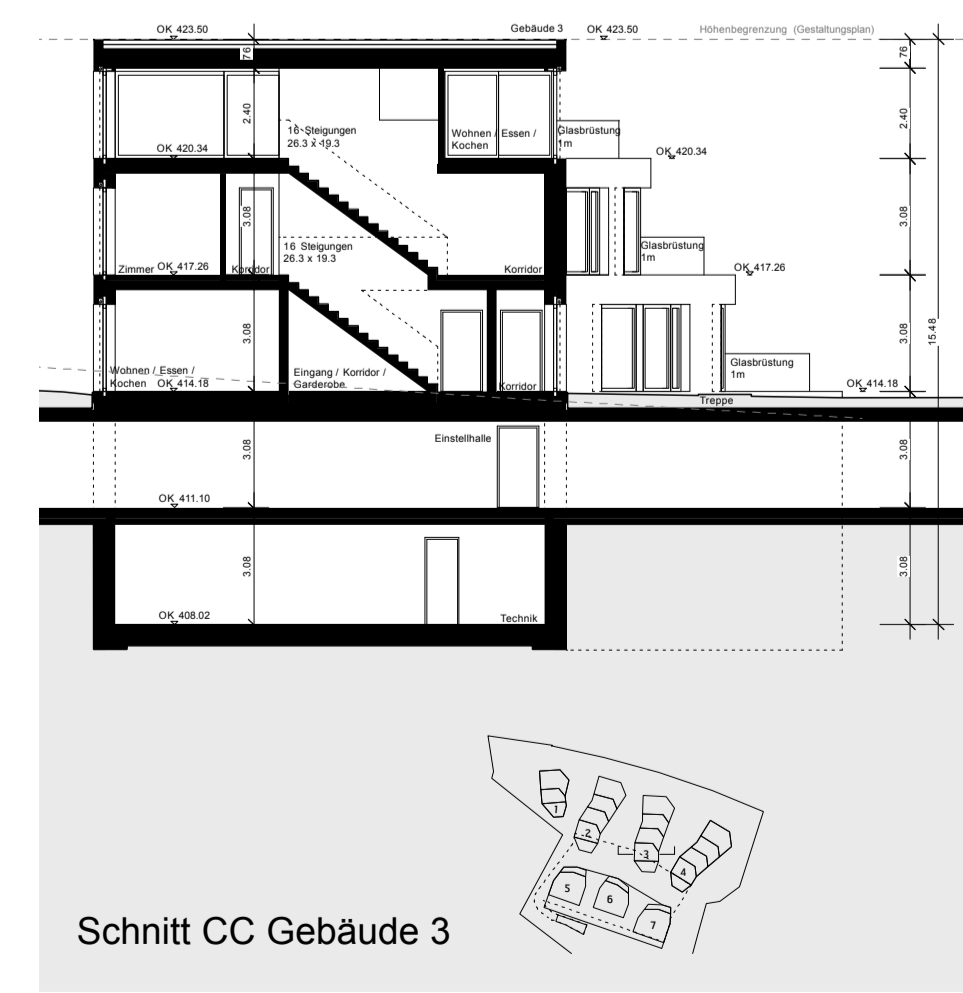 OK 423.50
Gebäude 3
OK 423.50
Höhenbegrenzung (Gestaltungsplan)
76
76
2.40
2.40
16 Steigungen
26.3 x 19.3
Wohnen / Essen /
Kochen
Glasbrüstung
1m
OK 420.34
OK 420.34
3.08
3.08
16 Steigungen
26.3 x 19.3
Glasbrüstung
1m
Zimmer
OK 417.26
Korridor
Korridor
OK 417.26
3.08
3.08
15.48
Wohnen / Essen /
Kochen
OK 414.18
Eingang / Korridor /
Garderobe
Korridor
Glasbrüstung
1m
OK 414.18
Treppe
Einstellhalle
3.08
3.08
OK 411.10
3.08
3.08
OK 408.02
Technik
1
2
3
4
5
6
7
Schnitt CC Gebäude 3